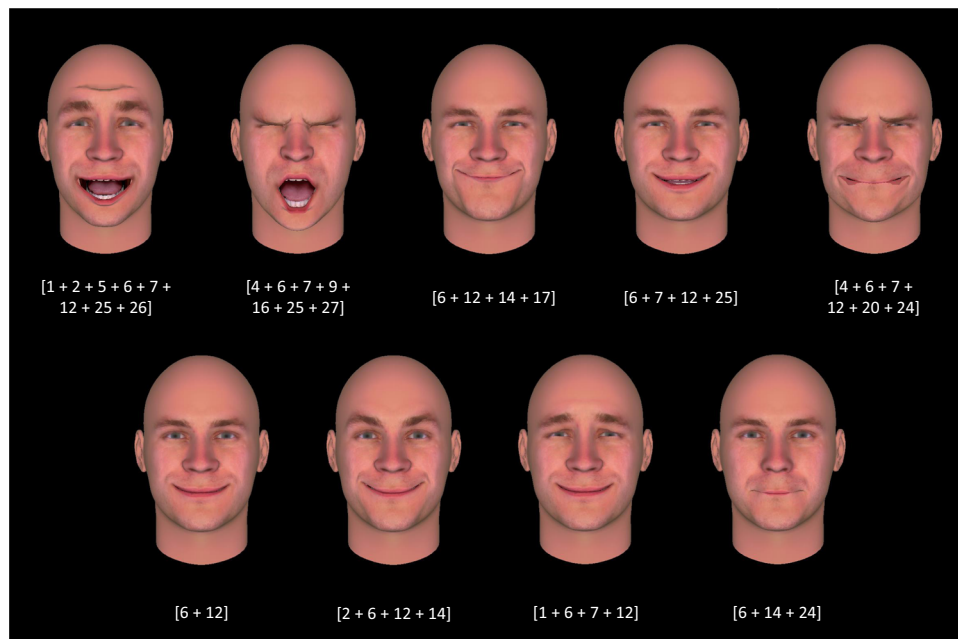 [1 + 2 + 5 + 6 + 7 +
12 + 25 + 26]
[4 + 6 + 7 + 9 +
16 + 25 + 27]
[6 + 12 + 14 + 17]
[6 + 7 + 12 + 25]
[4 + 6 + 7 +
12 + 20 + 24]
[6 + 12]
[2 + 6 + 12 + 14]
[1 + 6 + 7 + 12]
[6 + 14 + 24]